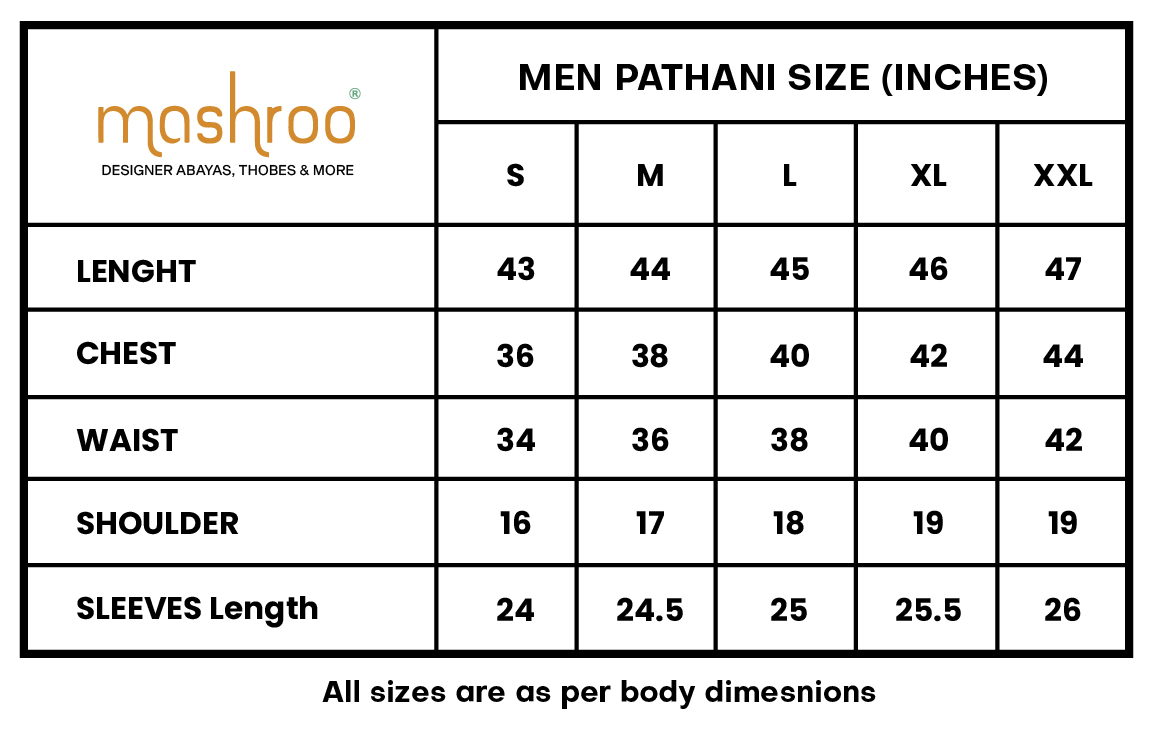 mashroo®
DESIGNER ABAYAS, THOBES & MORE
MEN PATHANI SIZE (INCHES)
S M L XL XXL
LENGHT 43 44 45 46 47
CHEST 36 38 40 42 44
WAIST 34 36 38 40 42
SHOULDER 16 17 18 19 19
SLEEVES Length 24 24.5 25 25.5 26
All sizes are as per body dimesnions